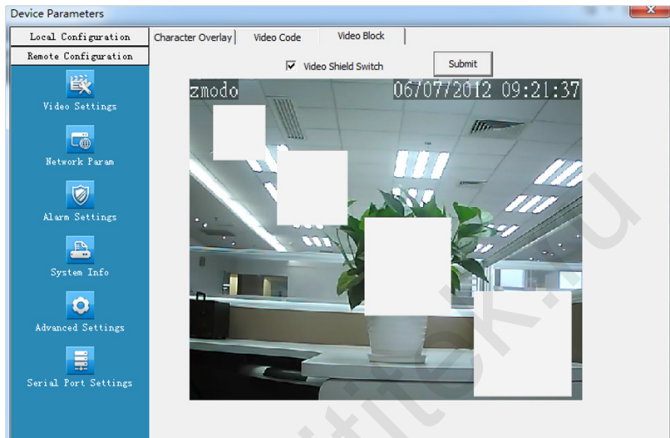 Device Parameters
Local Configuration
Remote Configuration
Character Overlay
Video Code
Video Block
Video Shield Switch
Submit
zmodo
06/07/2012 09:21:37
Video Settings
Network Param
Alarm Settings
System Info
Advanced Settings
Serial Port Settings